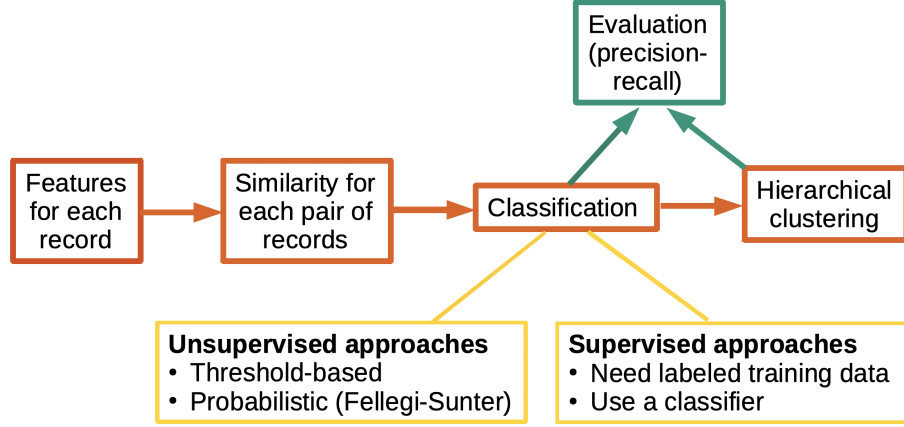 Evaluation
(precision-
recall)
Features
for each
record
Similarity for
each pair of
records
Classification
Hierarchical
clustering
Unsupervised approaches
• Threshold-based
• Probabilistic (Fellegi-Sunter)
Supervised approaches
• Need labeled training data
• Use a classifier